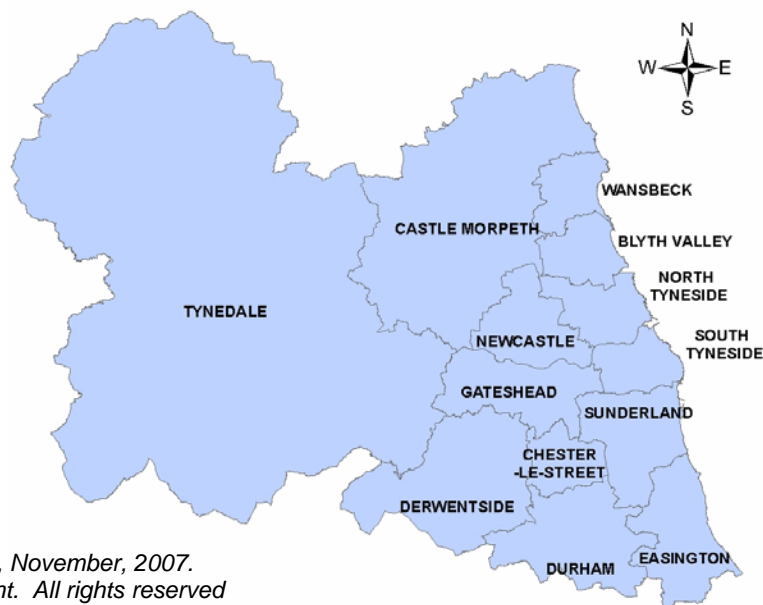 N
W E
S
WANSBECK
CASTLE MORPETH
BLYTH VALLEY
NORTH
TYNESIDE
TYNEDALE
SOUTH
TYNESIDE
NEWCASTLE
GATESHEAD
SUNDERLAND
CHESTER
-LE-STREET
DERWENTSIDE
EASINGTON
DURHAM
, November, 2007.
nt. All rights reserved